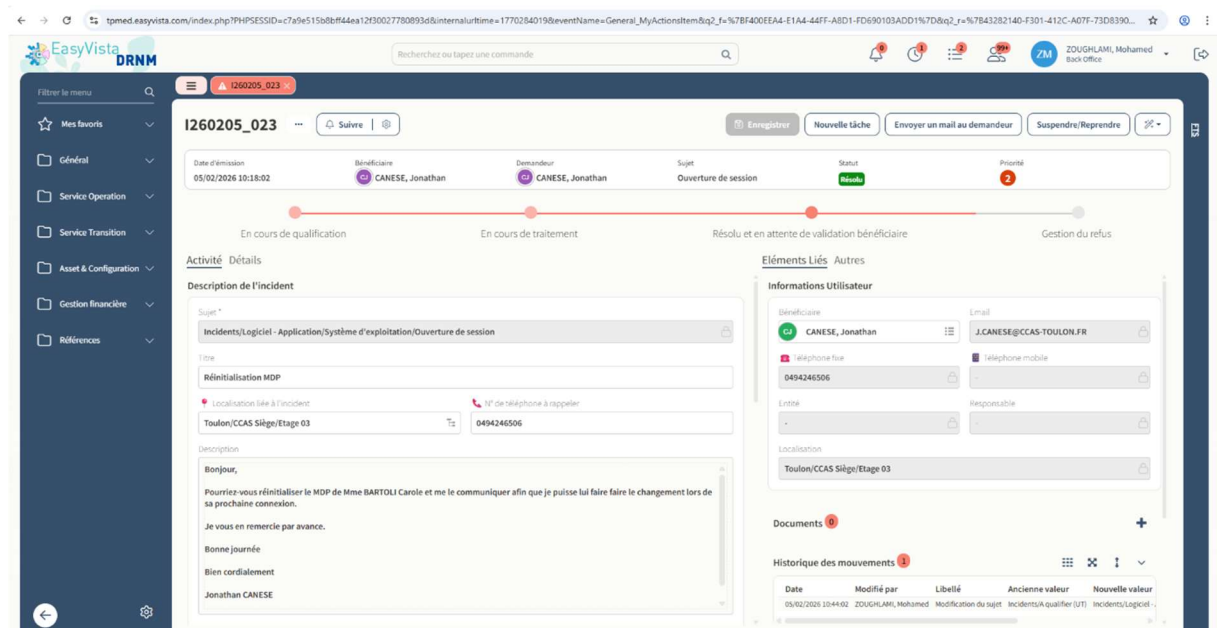 tpmed.easyvista.com/index.php?PHPSESSID=c7a9e515b8bff44ea12f30027780893d&internalurltime=1770284019&eventName=General_MyActionsItem&q2_f=%7BF400EEA4-E1A4-44FF-A8D1-FD690103ADD1%7D&q2_r=%7B43282140-F301-412C-A07F-73D8390...
EasyVista
DRNM
Recherchez ou tapez une commande
9
1
2
99+
ZM
ZOUGHLAMI, Mohamed
Back Office
Filtrer le menu
I260205_023
Mes favoris
Général
Service Operation
Service Transition
Asset & Configuration
Gestion financière
Références
I260205_023
... Suivre
Enregistrer
Nouvelle tâche
Envoyer un mail au demandeur
Suspendre/Reprendre
Date d'émission
Bénéficiaire
Demandeur
Sujet
Statut
Priorité
05/02/2026 10:18:02
CJ CANESE, Jonathan
CJ CANESE, Jonathan
Ouverture de session
Résolu
2
En cours de qualification
En cours de traitement
Résolu et en attente de validation bénéficiaire
Gestion du refus
Activité Détails
Description de l'incident
Sujet *
Incidents/Logiciel - Application/Système d'exploitation/Ouverture de session
Titre
Réinitialisation MDP
Localisation liée à l'incident
N° de téléphone à rappeler
Toulon/CCAS Siège/Etage 03
0494246506
Description
Bonjour,
Pourriez-vous réinitialiser le MDP de Mme BARTOLI Carole et me le communiquer afin que je puisse lui faire faire le changement lors de
sa prochaine connexion.
Je vous en remercie par avance.
Bonne journée
Bien cordialement
Jonathan CANESE
Eléments Liés Autres
Informations Utilisateur
Bénéficiaire
Email
CJ CANESE, Jonathan
J.CANESE@CCAS-TOULON.FR
Téléphone fixe
Téléphone mobile
0494246506
-
Entité
Responsable
-
-
Localisation
Toulon/CCAS Siège/Etage 03
Documents 0
Historique des mouvements 1
Date Modifié par Libellé Ancienne valeur Nouvelle valeur
05/02/2026 10:44:02 ZOUGHLAMI, Mohamed Modification du sujet Incidents/A qualifier (UT) Incidents/Logiciel -